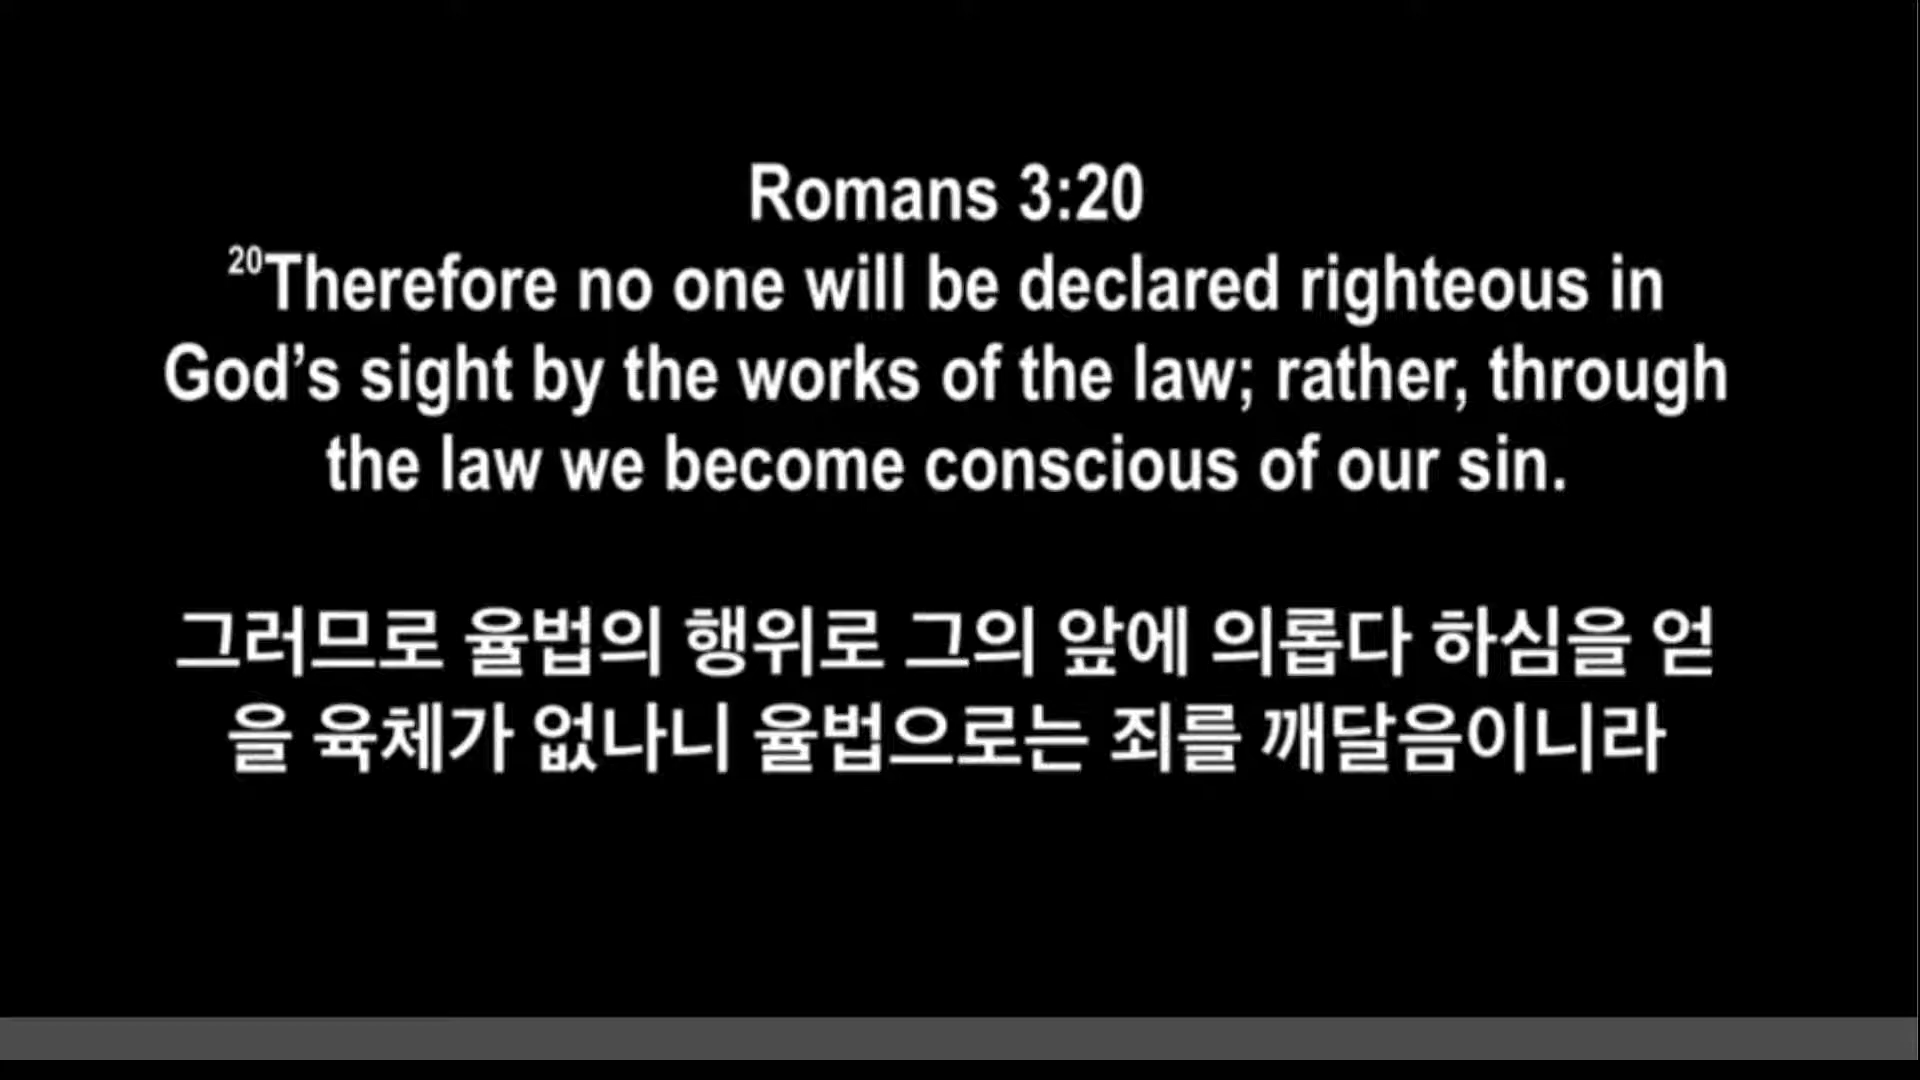 Romans 3:20
20Therefore no one will be declared righteous in
God’s sight by the works of the law; rather, through
the law we become conscious of our sin.
그러므로 율법의 행위로 그의 앞에 의롭다 하심을 얻
을 육체가 없나니 율법으로는 죄를 깨달음이니라